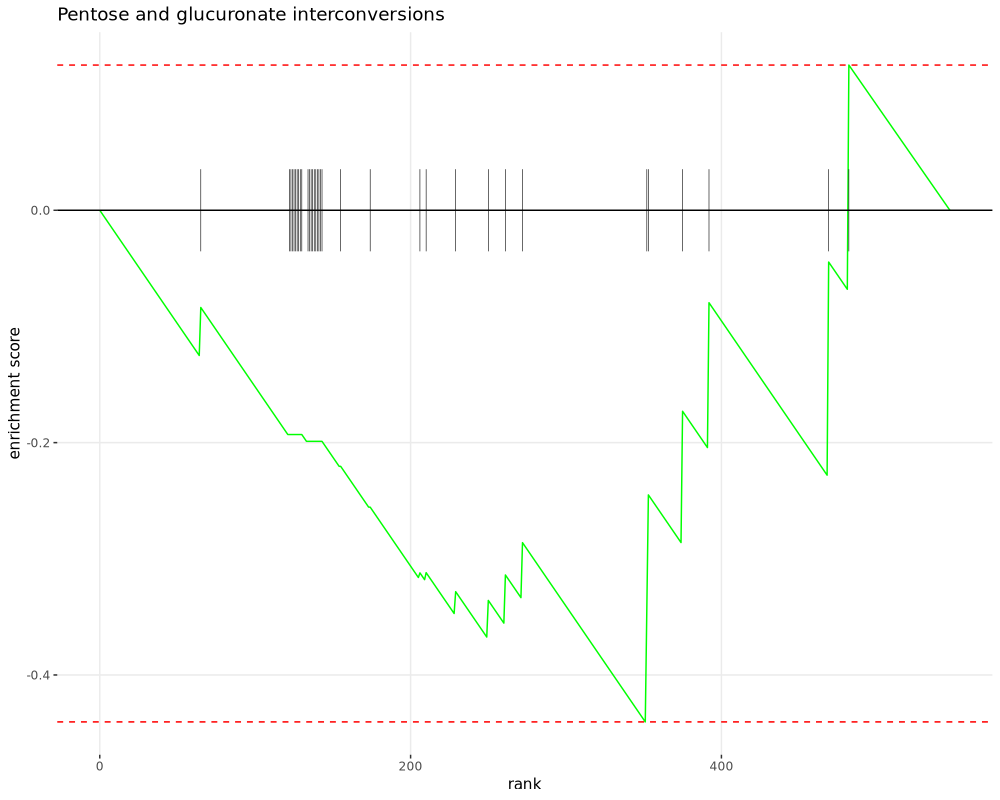 Pentose and glucuronate interconversions
0.0
-0.2
-0.4
enrichment score
0
200
400
rank